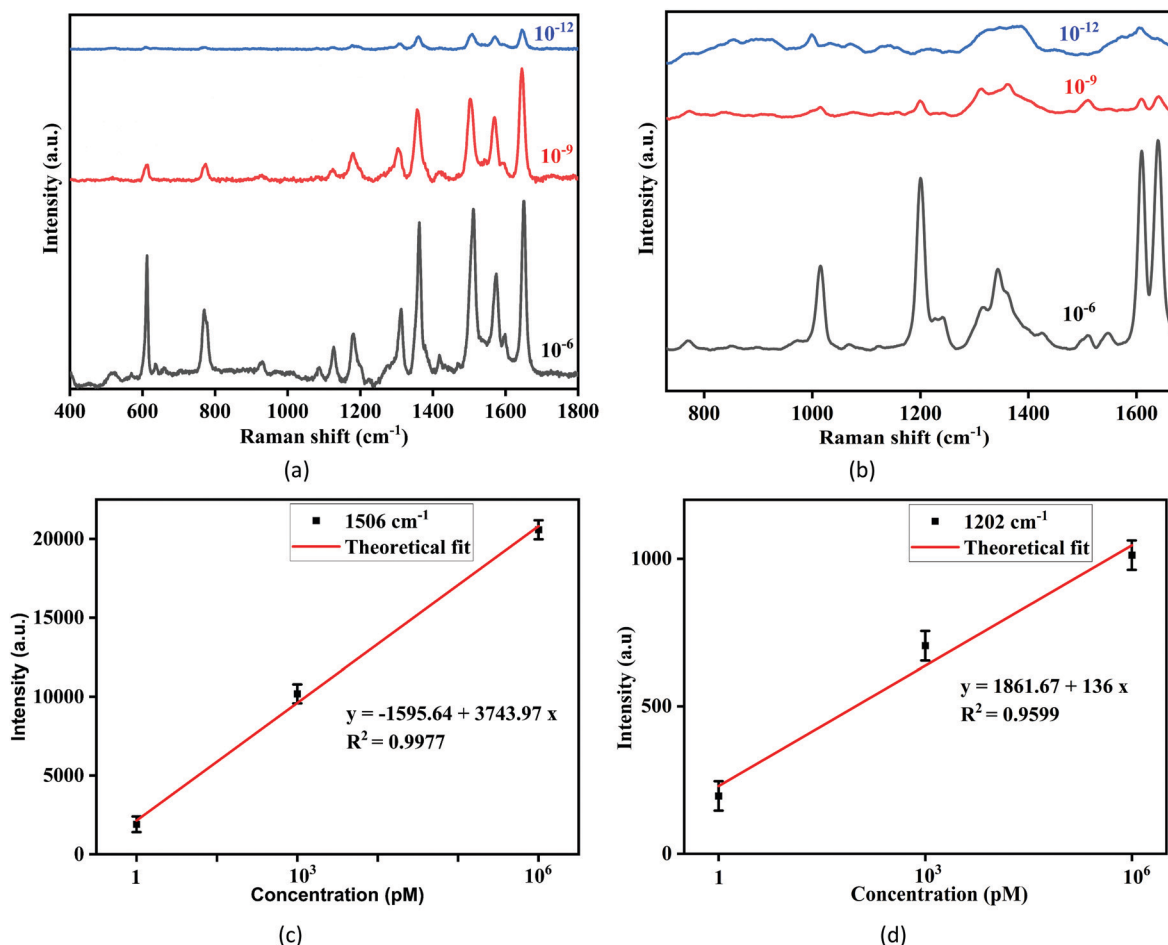 10⁻¹²
10⁻⁹
10⁻⁶
Intensity (a.u.)
400 600 800 1000 1200 1400 1600 1800
Raman shift (cm⁻¹)
(a)
10⁻¹²
10⁻⁹
10⁻⁶
Intensity (a.u.)
800 1000 1200 1400 1600
Raman shift (cm⁻¹)
(b)
1506 cm⁻¹
Theoretical fit
20000
15000
10000
5000
0
Intensity (a.u.)
y = -1595.64 + 3743.97 x
R² = 0.9977
1 10³ 10⁶
Concentration (pM)
(c)
1202 cm⁻¹
Theoretical fit
1000
500
0
Intensity (a.u)
y = 1861.67 + 136 x
R² = 0.9599
1 10³ 10⁶
Concentration (pM)
(d)